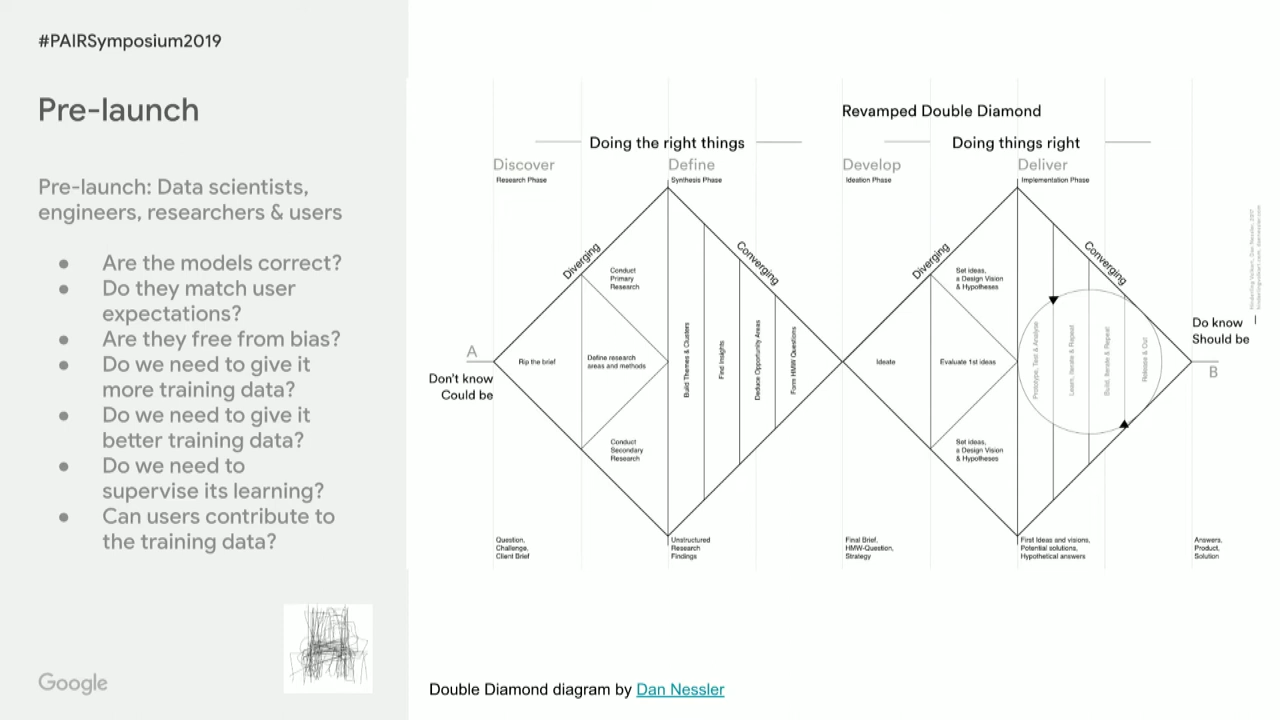 #PAIRSymposium2019
Pre-launch
Pre-launch: Data scientists,
engineers, researchers & users
● Are the models correct?
● Do they match user
expectations?
● Are they free from bias?
● Do we need to give it
more training data?
● Do we need to give it
better training data?
● Do we need to
supervise its learning?
● Can users contribute to
the training data?
Google
Revamped Double Diamond
Doing the right things
Doing things right
Discover
Research Phase
Define
Synthesis Phase
Develop
Ideation Phase
Deliver
Implementation Phase
Diverging
Converging
Diverging
Converging
A
Don't know
Could be
Rip the brief
Conduct
Primary
Research
Define research
areas and methods
Conduct
Secondary
Research
Build Themes & Clusters
Find Insights
Deduce Opportunity Areas
Form HMW Questions
Ideate
Set ideas,
a Design Vision
& Hypotheses
Evaluate 1st ideas
Set ideas,
a Design Vision
& Hypotheses
Prototype, Test & Analyse
Learn, Iterate & Repeat
Build, Iterate & Repeat
Release & Out
Do know
Should be
B
Question,
Challenge,
Client Brief
Unstructured
Research
Findings
Final Brief,
HMW-Question,
Strategy
First Ideas and visions,
Potential solutions,
Hypothetical answers
Answers,
Product,
Solution
Double Diamond diagram by Dan Nessler